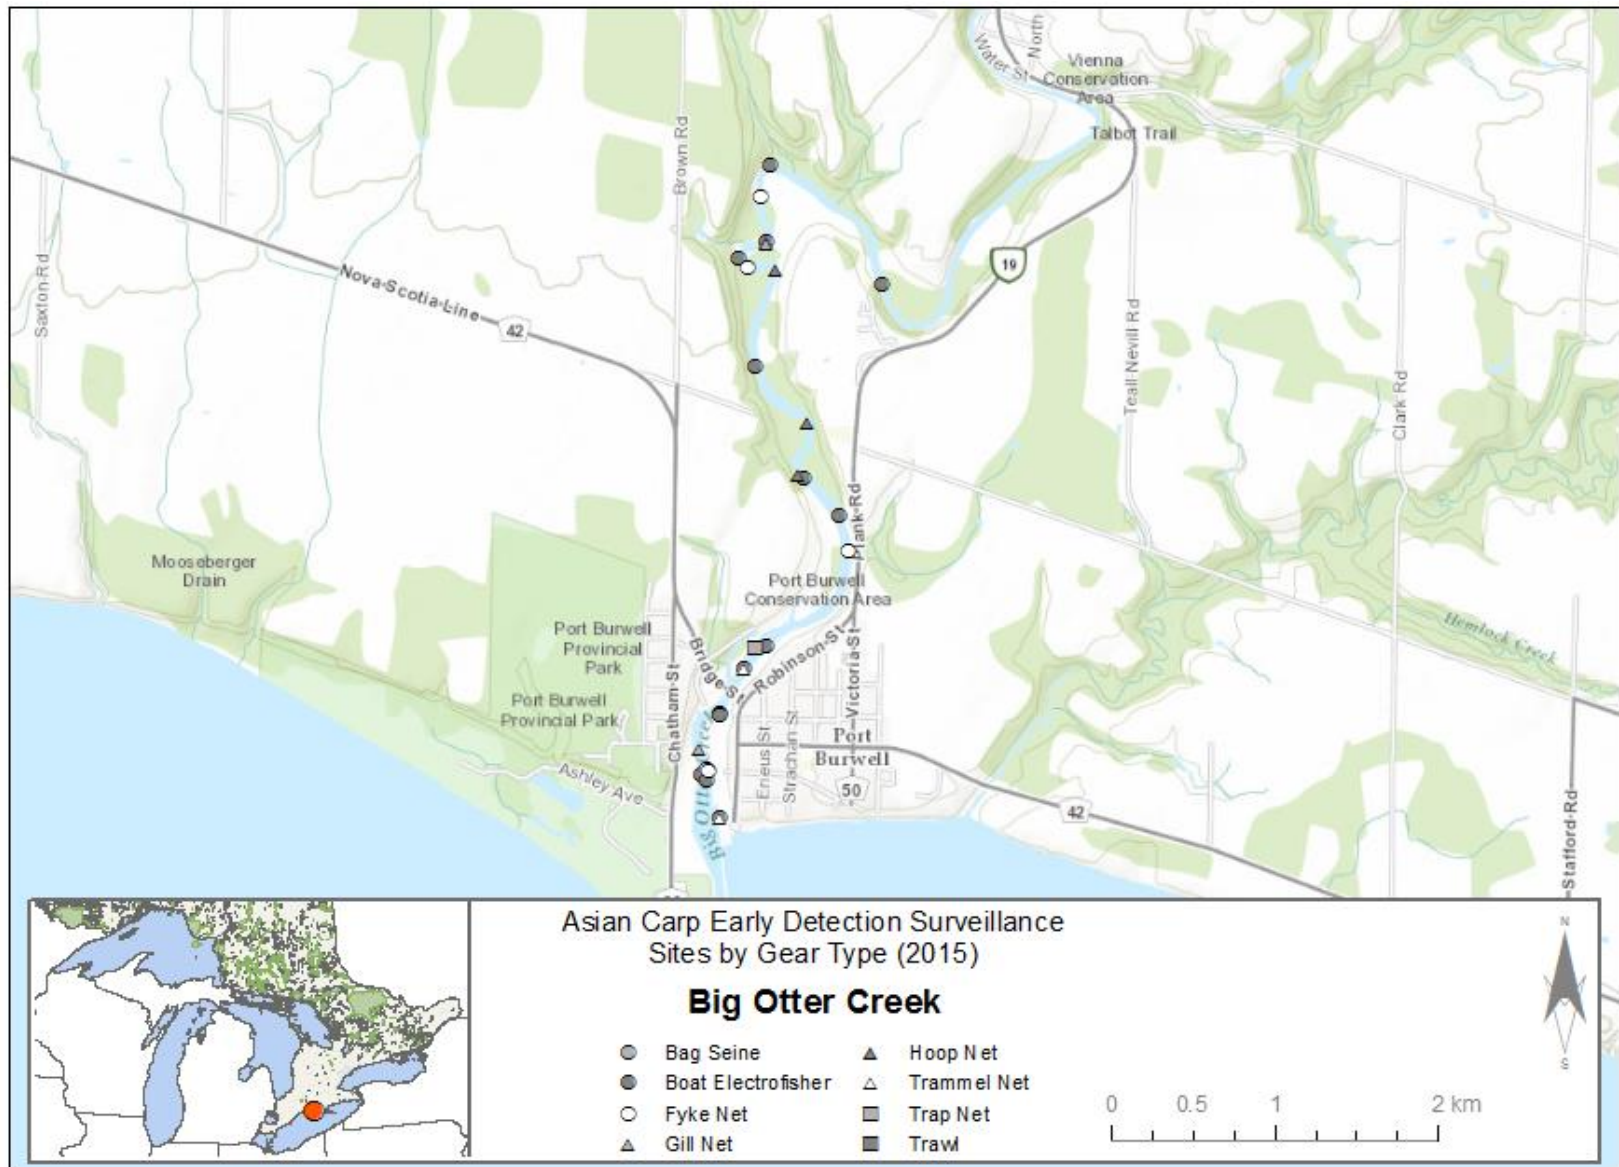 Water St
North
Vienna
Conservation
Area
Talbot Trail
Brown Rd
Saxton Rd
Nova Scotia Line
42
19
Teall Nevill Rd
Clark Rd
Plank Rd
Mooseberger
Drain
Port Burwell
Conservation Area
Port Burwell
Provincial
Park
Hemlock Creek
Bridge St
Robinson St
Victoria St
Chatham St
Port Burwell
Provincial Park
Eneus St
Strachan St
Port
Burwell
50
Ashley Ave
Big Otter
42
Stafford Rd
Asian Carp Early Detection Surveillance
Sites by Gear Type (2015)
Big Otter Creek
Bag Seine
Boat Electrofisher
Fyke Net
Gill Net
Hoop Net
Trammel Net
Trap Net
Trawl
0 0.5 1 2 km
N
S